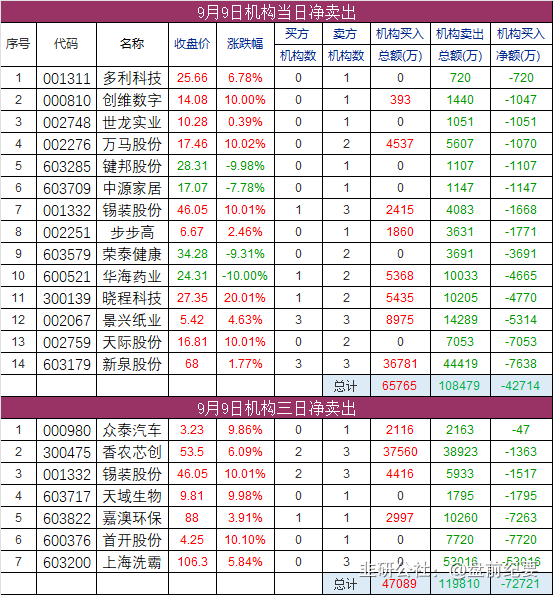 9月9日机构当日净卖出
序号 代码 名称 收盘价 涨跌幅 买方机构数 卖方机构数 机构买入总额(万) 机构卖出总额(万) 机构买入净额(万)
1 001311 多利科技 25.66 6.78% 0 1 0 720 -720
2 000810 创维数字 14.08 10.00% 0 1 393 1440 -1047
3 002748 世龙实业 10.28 0.39% 0 1 0 1051 -1051
4 002276 万马股份 17.46 10.02% 0 2 4537 5607 -1070
5 603285 键邦股份 28.31 -9.98% 0 1 0 1107 -1107
6 603709 中源家居 17.07 -7.78% 0 1 0 1147 -1147
7 001332 锡装股份 46.05 10.01% 1 3 2415 4083 -1668
8 002251 步步高 6.67 2.46% 0 1 1860 3631 -1771
9 603579 荣泰健康 34.28 -9.31% 0 2 0 3691 -3691
10 600521 华海药业 24.31 -10.00% 1 2 5368 10033 -4665
11 300139 晓程科技 27.35 20.01% 1 2 5435 10205 -4770
12 002067 景兴纸业 5.42 4.63% 3 3 8975 14289 -5314
13 002759 天际股份 16.81 10.01% 0 2 0 7053 -7053
14 603179 新泉股份 68 1.77% 3 3 36781 44419 -7638
总计 65765 108479 -42714
9月9日机构三日净卖出
1 000980 众泰汽车 3.23 9.86% 0 1 2116 2163 -47
2 300475 香农芯创 53.5 6.09% 2 3 37560 38923 -1363
3 001332 锡装股份 46.05 10.01% 2 3 4416 5933 -1517
4 603717 天域生物 9.81 9.98% 0 1 0 1795 -1795
5 603822 嘉澳环保 88 3.91% 1 1 2997 10260 -7263
6 600376 首开股份 4.25 10.10% 0 1 0 7720 -7720
7 603200 上海洗霸 106.3 5.84% 0 3 0 53016 -53016
韭研公社：@盘前纪要
总计 47089 119810 -72721